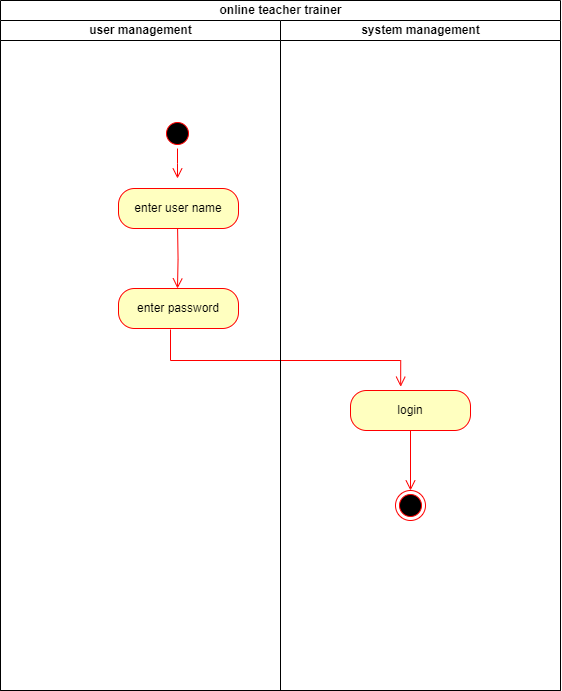 online teacher trainer
user management
system management
enter user name
enter password
login